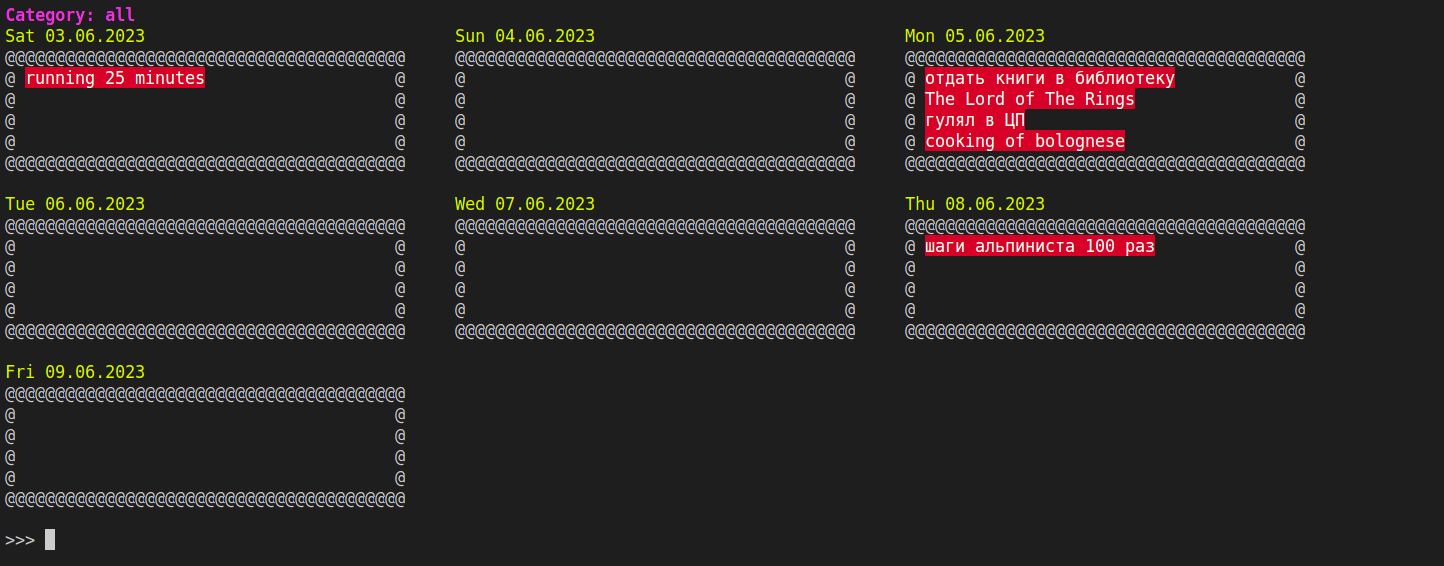 Category: all
Sat 03.06.2023 Sun 04.06.2023 Mon 05.06.2023
@@@@@@@@@@@@@@@@@@@@@@@@@@@@@@@@@@@@@@@@ @@@@@@@@@@@@@@@@@@@@@@@@@@@@@@@@@@@@@@@@ @@@@@@@@@@@@@@@@@@@@@@@@@@@@@@@@@@@@@@@@
@ running 25 minutes @ @ @ @ отдать книги в библиотеку @
@ @ @ @ @ The Lord of The Rings @
@ @ @ @ @ гулял в ЦП @
@ @ @ @ @ cooking of bolognese @
@@@@@@@@@@@@@@@@@@@@@@@@@@@@@@@@@@@@@@@@ @@@@@@@@@@@@@@@@@@@@@@@@@@@@@@@@@@@@@@@@ @@@@@@@@@@@@@@@@@@@@@@@@@@@@@@@@@@@@@@@@
Tue 06.06.2023 Wed 07.06.2023 Thu 08.06.2023
@@@@@@@@@@@@@@@@@@@@@@@@@@@@@@@@@@@@@@@@ @@@@@@@@@@@@@@@@@@@@@@@@@@@@@@@@@@@@@@@@ @@@@@@@@@@@@@@@@@@@@@@@@@@@@@@@@@@@@@@@@
@ @ @ @ @ шаги альпиниста 100 раз @
@ @ @ @ @ @
@ @ @ @ @ @
@ @ @ @ @ @
@@@@@@@@@@@@@@@@@@@@@@@@@@@@@@@@@@@@@@@@ @@@@@@@@@@@@@@@@@@@@@@@@@@@@@@@@@@@@@@@@ @@@@@@@@@@@@@@@@@@@@@@@@@@@@@@@@@@@@@@@@
Fri 09.06.2023
@@@@@@@@@@@@@@@@@@@@@@@@@@@@@@@@@@@@@@@@
@ @
@ @
@ @
@ @
@@@@@@@@@@@@@@@@@@@@@@@@@@@@@@@@@@@@@@@@
>>>